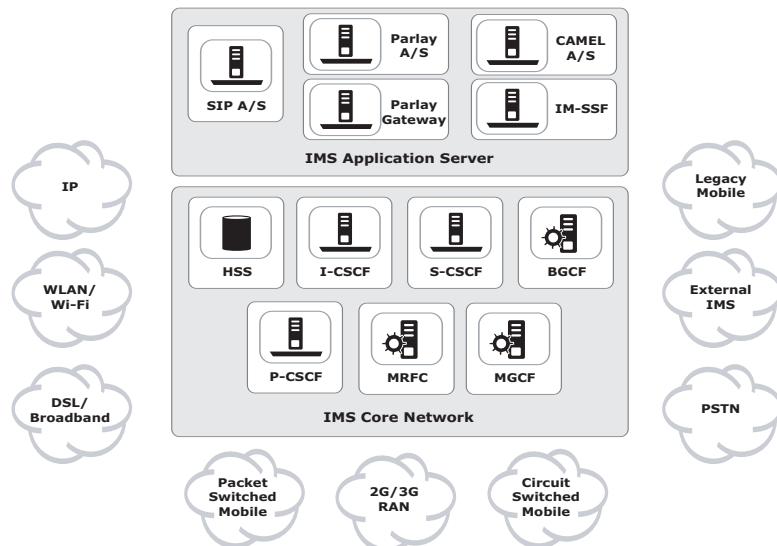 SIP A/S
Parlay
A/S
CAMEL
A/S
Parlay
Gateway
IM-SSF
IMS Application Server
IP
Legacy
Mobile
HSS
I-CSCF
S-CSCF
BGCF
WLAN/
Wi-Fi
External
IMS
P-CSCF
MRFC
MGCF
DSL/
Broadband
PSTN
IMS Core Network
Packet
Switched
Mobile
2G/3G
RAN
Circuit
Switched
Mobile